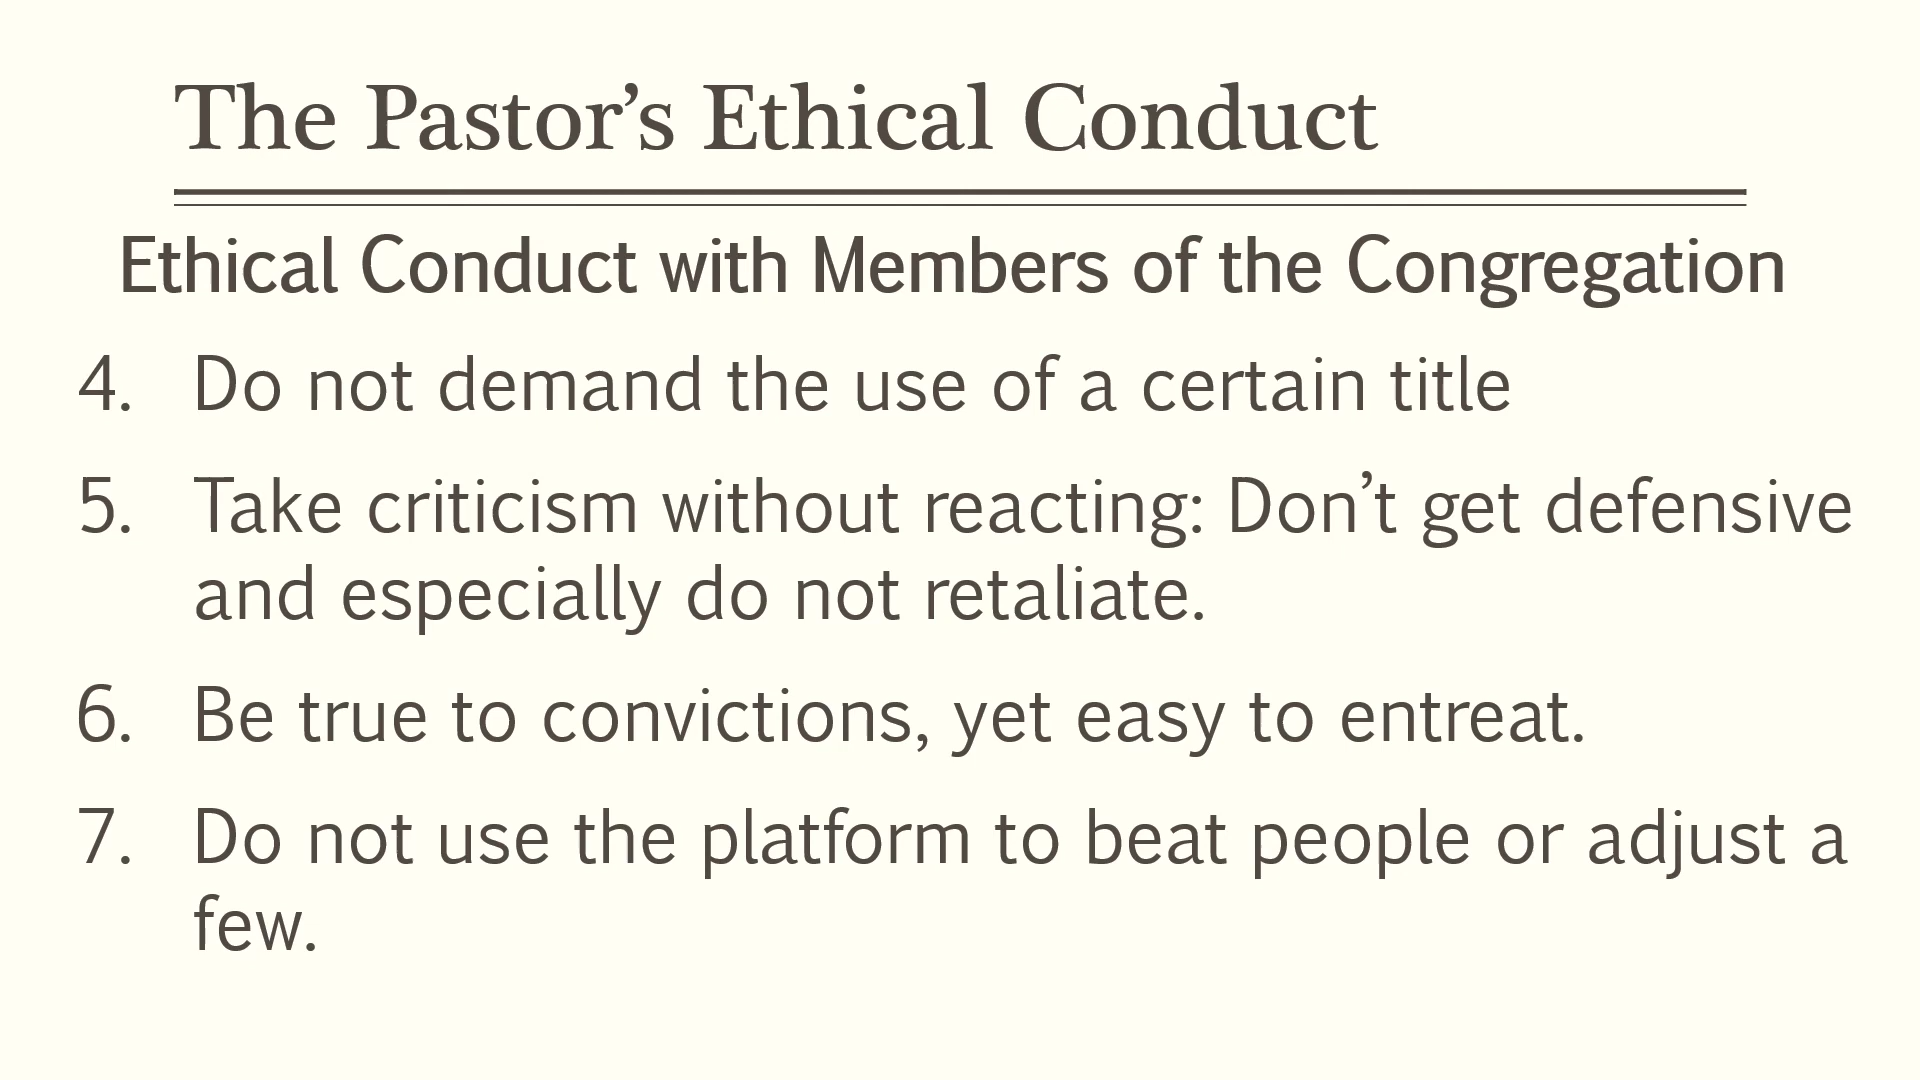 The Pastor’s Ethical Conduct
Ethical Conduct with Members of the Congregation
4. Do not demand the use of a certain title
5. Take criticism without reacting: Don’t get defensive
and especially do not retaliate.
6. Be true to convictions, yet easy to entreat.
7. Do not use the platform to beat people or adjust a
few.